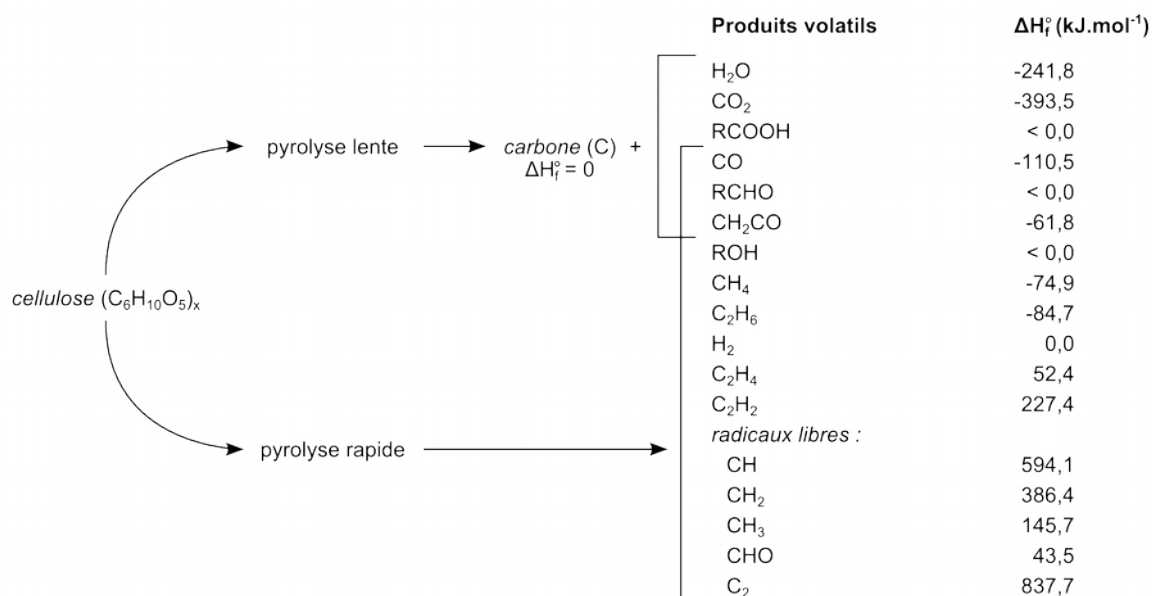 Produits volatils ΔH°f (kJ.mol⁻¹)
H₂O -241,8
CO₂ -393,5
RCOOH < 0,0
pyrolyse lente carbone (C) +
ΔH°f = 0
CO -110,5
RCHO < 0,0
CH₂CO -61,8
ROH < 0,0
CH₄ -74,9
cellulose (C₆H₁₀O₅)ₓ
C₂H₆ -84,7
H₂ 0,0
C₂H₄ 52,4
C₂H₂ 227,4
radicaux libres :
pyrolyse rapide
CH 594,1
CH₂ 386,4
CH₃ 145,7
CHO 43,5
C₂ 837,7